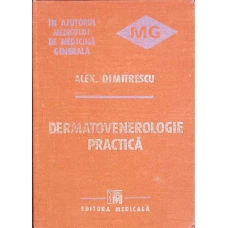 ÎN AJUTORUL
MEDICULUI
DE MEDICINĂ
GENERALĂ
MG
ALEX. DIMITRESCU
DERMATOVENEROLOGIE
PRACTICĂ
EDITURA MEDICALĂ